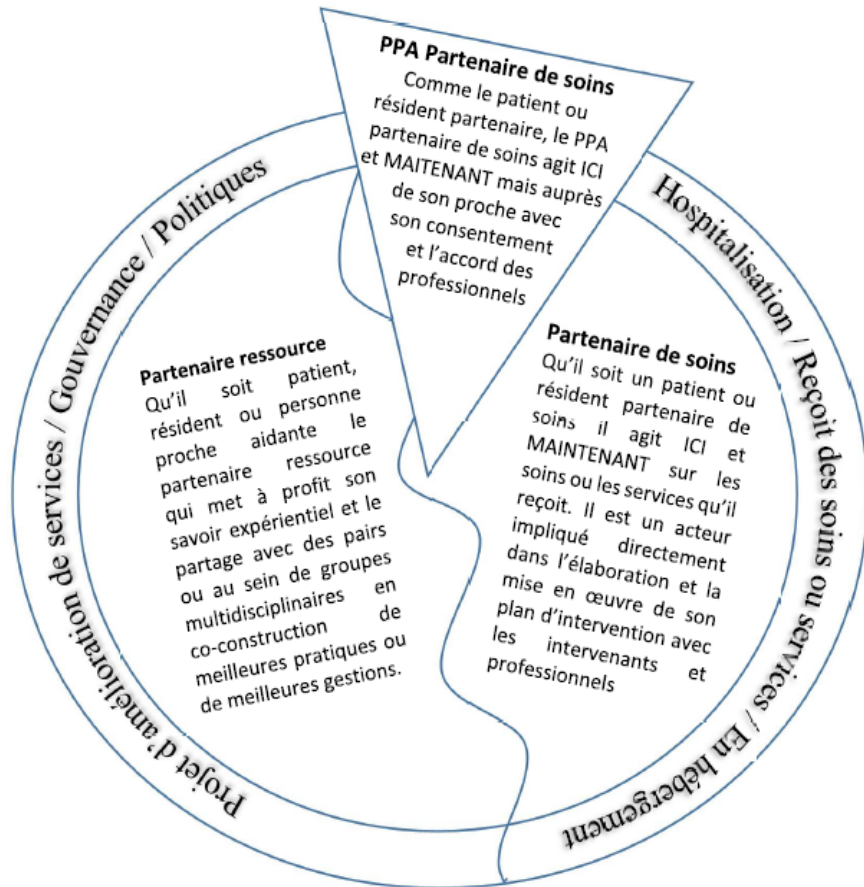 PPA Partenaire de soins
Comme le patient ou
résident partenaire, le PPA
partenaire de soins agit ICI
et MAITENANT mais auprès
de son proche avec
son consentement
et l'accord des
professionnels
Projet d'amélioration de services / Gouvernance / Politiques
Hospitalisation / Reçoit des soins ou services / En hébergement
Partenaire ressource
Qu'il soit patient,
résident ou personne
proche aidante le
partenaire ressource
qui met à profit son
savoir expérientiel et le
partage avec des pairs
ou au sein de groupes
multidisciplinaires en
co-construction de
meilleures pratiques ou
de meilleures gestions.
Partenaire de soins
Qu'il soit un patient ou
résident partenaire de
soins il agit ICI et
MAINTENANT sur les
soins ou les services qu'il
reçoit. Il est un acteur
impliqué directement
dans l'élaboration et la
mise en œuvre de son
plan d'intervention avec
les intervenants et
professionnels